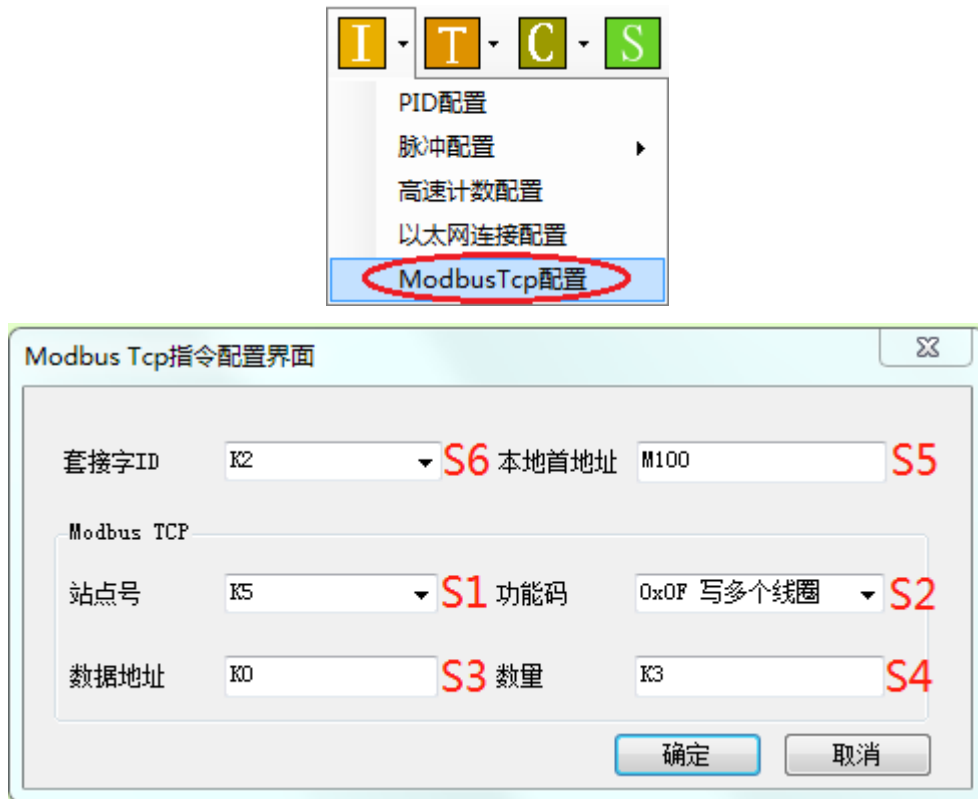 I T C S
PID配置
脉冲配置
高速计数配置
以太网连接配置
ModbusTcp配置
Modbus Tcp指令配置界面
套接字ID K2 S6 本地首地址 M100 S5
Modbus TCP
站点号 K5 S1 功能码 0x0F 写多个线圈 S2
数据地址 K0 S3 数量 K3 S4
确定 取消